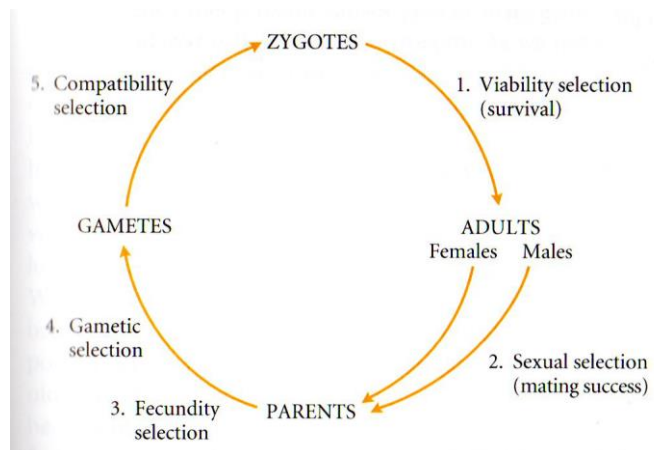 ZYGOTES
1. Viability selection
(survival)
ADULTS
Females Males
2. Sexual selection
(mating success)
PARENTS
3. Fecundity
selection
4. Gametic
selection
GAMETES
5. Compatibility
selection